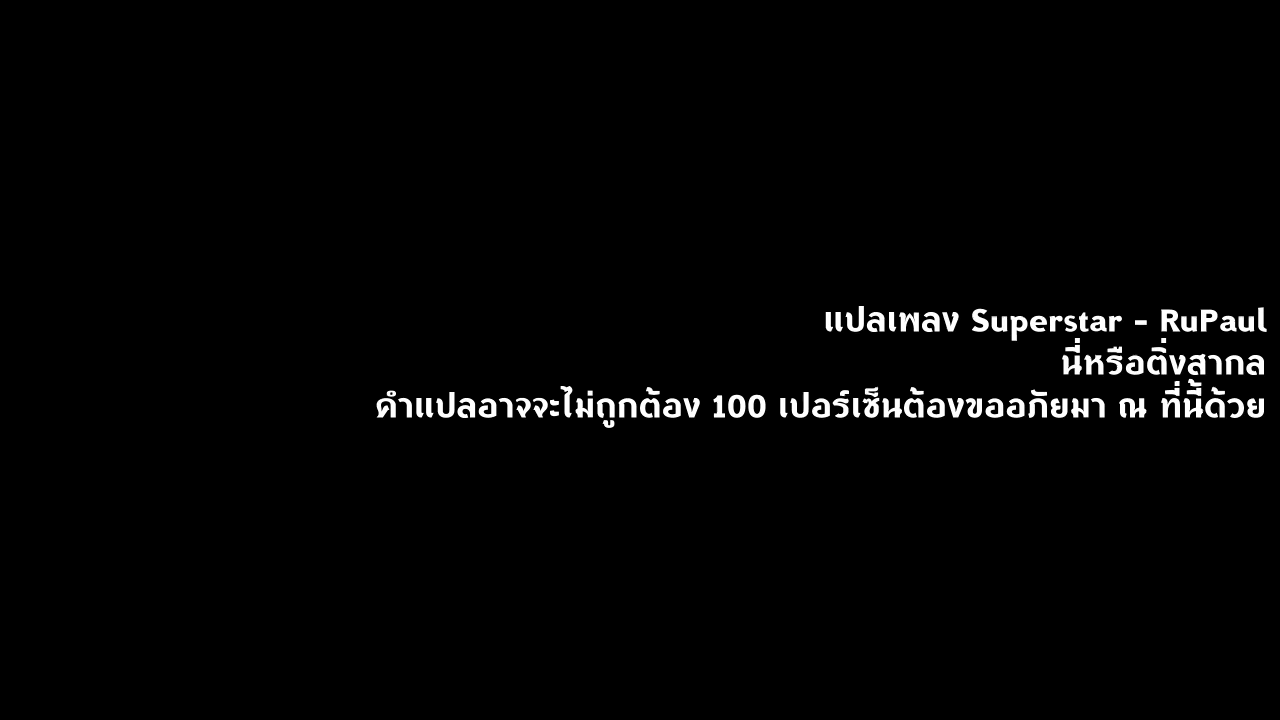 แปลเพลง Superstar - RuPaul
นี่หรือติ่งสากล
คำแปลอาจจะไม่ถูกต้อง 100 เปอร์เซ็นต้องขออภัยมา ณ ที่นี้ด้วย